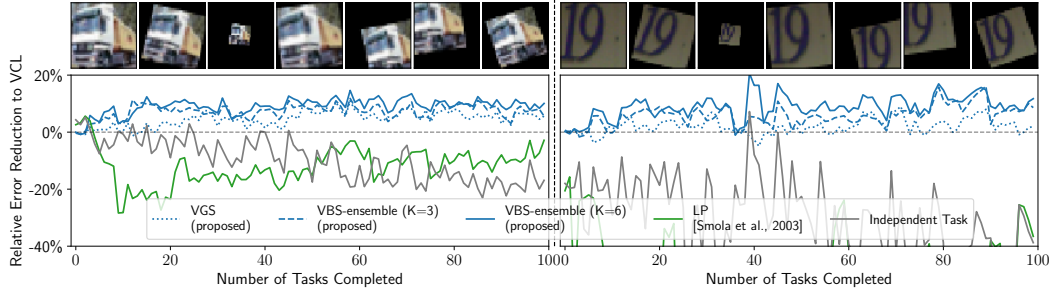 19 19 19 19 19 19 19
Relative Error Reduction to VCL
20%
0%
-20%
-40%
VGS
(proposed)
VBS-ensemble (K=3)
(proposed)
VBS-ensemble (K=6)
(proposed)
LP
[Smola et al., 2003]
Independent Task
0 20 40 60 80 100
20 40 60 80 100
Number of Tasks Completed
Number of Tasks Completed